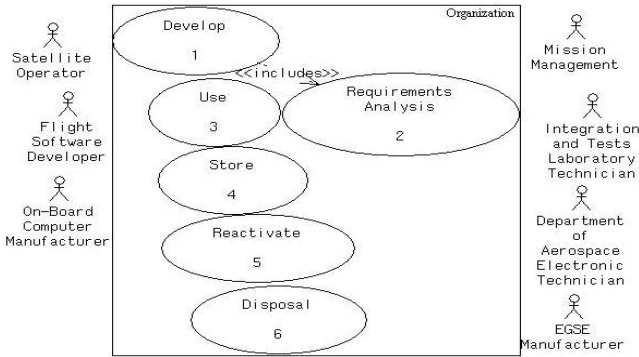 Organization
Develop
1
<<includes>>
Requirements
Analysis
2
Use
3
Store
4
Reactivate
5
Disposal
6
Satellite
Operator
Flight
Software
Developer
On-Board
Computer
Manufacturer
Mission
Management
Integration
and Tests
Laboratory
Technician
Department
of
Aerospace
Electronic
Technician
EGSE
Manufacturer